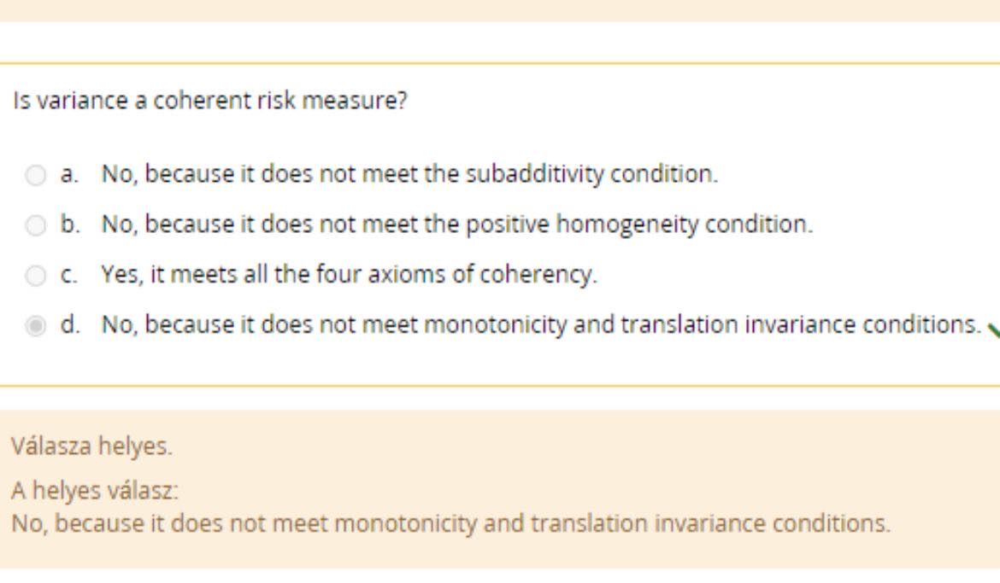 Is variance a coherent risk measure?
a. No, because it does not meet the subadditivity condition.
b. No, because it does not meet the positive homogeneity condition.
c. Yes, it meets all the four axioms of coherency.
d. No, because it does not meet monotonicity and translation invariance conditions.
Válasza helyes.
A helyes válasz:
No, because it does not meet monotonicity and translation invariance conditions.